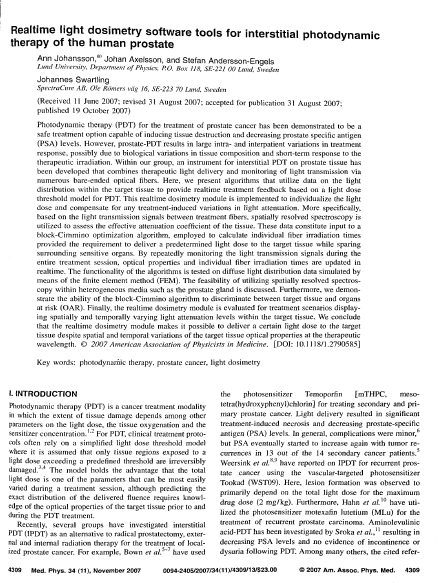 Realtime light dosimetry software tools for interstitial photodynamic
therapy of the human prostate
Ann Johansson, Johan Axelsson, and Stefan Andersson-Engels
Lund University, Department of Physics, P.O. Box 118, SE-221 00 Lund, Sweden
Johannes Swartling
SpectraCure AB, Ole Römers väg 16, SE-223 70 Lund, Sweden
(Received 11 June 2007; revised 31 August 2007; accepted for publication 31 August 2007;
published 19 October 2007)
Photodynamic therapy (PDT) for the treatment of prostate cancer has been demonstrated to be a
safe treatment option capable of inducing tissue destruction and decreasing prostate specific antigen
(PSA) levels. However, prostate-PDT results in large intra- and interpatient variations in treatment
response, possibly due to biological variations in tissue composition and short-term response to the
therapeutic irradiation. Within our group, an instrument for interstitial PDT on prostate tissue has
been developed that combines therapeutic light delivery and monitoring of light transmission via
numerous bare-ended optical fibers. Here, we present algorithms that utilize data on the light
distribution within the target tissue to provide realtime treatment feedback based on a light dose
threshold model for PDT. This realtime dosimetry module is implemented to individualize the light
dose and compensate for any treatment-induced variations in light attenuation. More specifically,
based on the light transmission signals between treatment fibers, spatially resolved spectroscopy is
utilized to assess the effective attenuation coefficient of the tissue. These data constitute input to a
block-Cimmino optimization algorithm, employed to calculate individual fiber irradiation times
provided the requirement to deliver a predetermined light dose to the target tissue while sparing
surrounding sensitive organs. By repeatedly monitoring the light transmission signals during the
entire treatment session, optical properties and individual fiber irradiation times are updated in
realtime. The functionality of the algorithms is tested on diffuse light distribution data simulated by
means of the finite element method (FEM). The feasibility of utilizing spatially resolved spectros-
copy within heterogeneous media such as the prostate gland is discussed. Furthermore, we demon-
strate the ability of the block-Cimmino algorithm to discriminate between target tissue and organs
at risk (OAR). Finally, the realtime dosimetry module is evaluated for treatment scenarios display-
ing spatially and temporally varying light attenuation levels within the target tissue. We conclude
that the realtime dosimetry module makes it possible to deliver a certain light dose to the target
tissue despite spatial and temporal variations of the target tissue optical properties at the therapeutic
wavelength. © 2007 American Association of Physicists in Medicine. [DOI: 10.1118/1.2790585]
Key words: photodynamic therapy, prostate cancer, light dosimetry
I. INTRODUCTION
Photodynamic therapy (PDT) is a cancer treatment modality
in which the extent of tissue damage depends among other
parameters on the light dose, the tissue oxygenation and the
sensitizer concentration.1,2 For PDT, clinical treatment proto-
cols often rely on a simplified light dose threshold model
where it is assumed that only tissue regions exposed to a
light dose exceeding a predefined threshold are irreversibly
damaged.3,4 The model holds the advantage that the total
light dose is one of the parameters that can be most easily
varied during a treatment session, although predicting the
exact distribution of the delivered fluence requires knowl-
edge of the optical properties of the target tissue prior to and
during the PDT treatment.
Recently, several groups have investigated interstitial
PDT (IPDT) as an alternative to radical prostatectomy, exter-
nal and internal radiation therapy for the treatment of local-
ized prostate cancer. For example, Bown et al.5-7 have used
the photosensitizer Temoporfin [mTHPC, meso-
tetra(hydroxyphenyl)chlorin] for treating secondary and pri-
mary prostate cancer. Light delivery resulted in significant
treatment-induced necrosis and decreasing prostate-specific
antigen (PSA) levels. In general, complications were minor,6
but PSA eventually started to increase again with tumor re-
currences in 13 out of the 14 secondary cancer patients.5
Weersink et al.8,9 have reported on IPDT for recurrent pros-
tate cancer using the vascular-targeted photosensitizer
Tookad (WST09). Here, lesion formation was observed to
primarily depend on the total light dose for the maximum
drug dose (2 mg/kg). Furthermore, Hahn et al.10 have uti-
lized the photosensitizer motexafin lutetium (MLu) for the
treatment of recurrent prostate carcinoma. Aminolevulinic
acid-PDT has been investigated by Sroka et al.,11 resulting in
decreasing PSA levels and no evidence of incontinence or
dysuria following PDT. Among many others, the cited refer-
4309 Med. Phys. 34 (11), November 2007 0094-2405/2007/34(11)/4309/13/$23.00 © 2007 Am. Assoc. Phys. Med. 4309